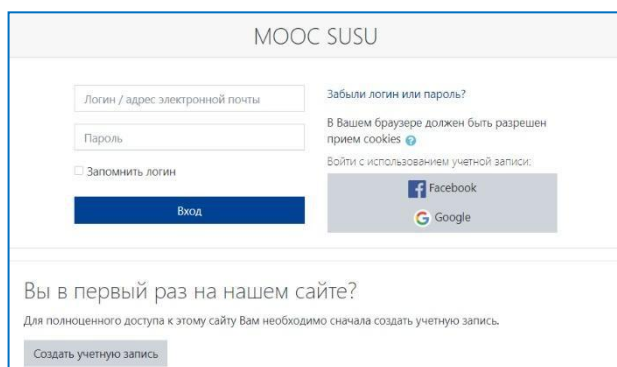 MOOC SUSU
Логин / адрес электронной почты
Пароль
Запомнить логин
Вход
Забыли логин или пароль?
В Вашем браузере должен быть разрешен
прием cookies
Войти с использованием учетной записи:
Facebook
Google
Вы в первый раз на нашем сайте?
Для полноценного доступа к этому сайту Вам необходимо сначала создать учетную запись.
Создать учетную запись